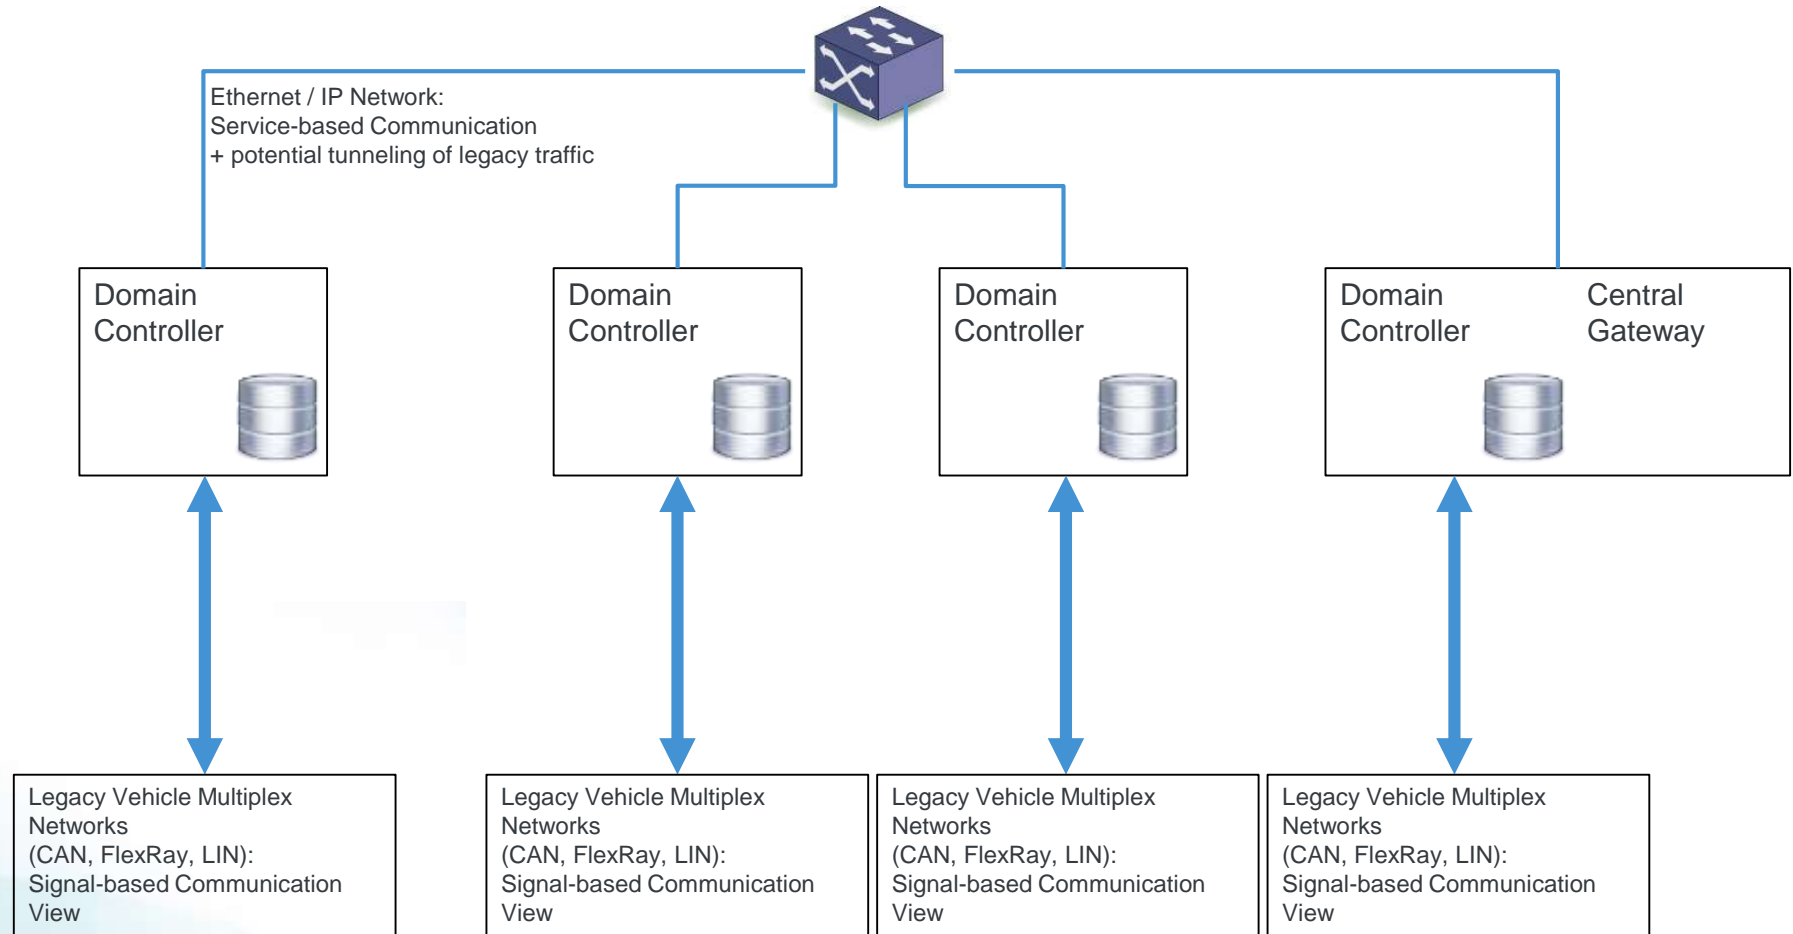 Ethernet / IP Network:
Service-based Communication
+ potential tunneling of legacy traffic
Domain
Controller
Domain
Controller
Domain
Controller
Domain
Controller
Central
Gateway
Legacy Vehicle Multiplex
Networks
(CAN, FlexRay, LIN):
Signal-based Communication
View
Legacy Vehicle Multiplex
Networks
(CAN, FlexRay, LIN):
Signal-based Communication
View
Legacy Vehicle Multiplex
Networks
(CAN, FlexRay, LIN):
Signal-based Communication
View
Legacy Vehicle Multiplex
Networks
(CAN, FlexRay, LIN):
Signal-based Communication
View